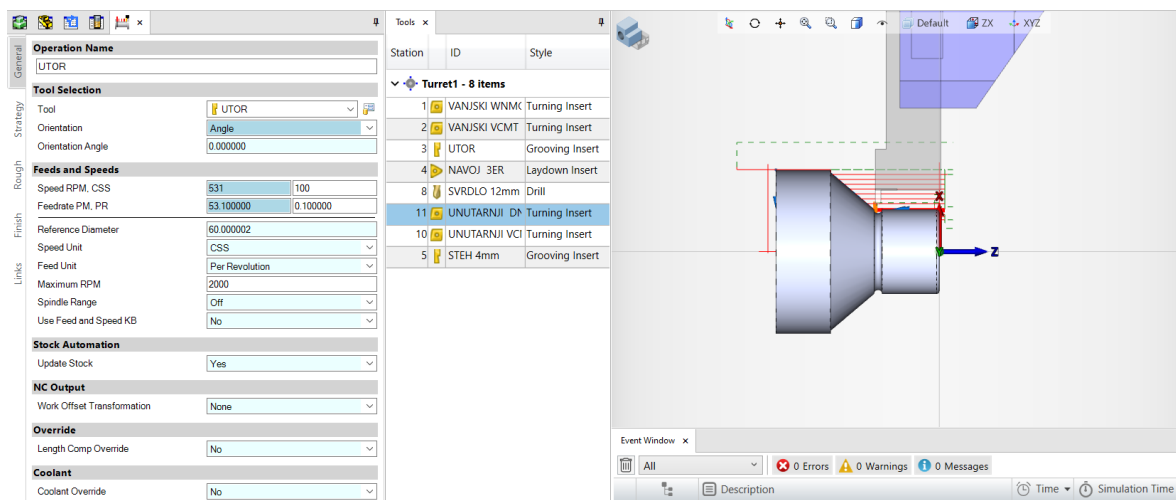 General
Strategy
Rough
Finish
Links
Operation Name
UTOR
Tool Selection
Tool UTOR
Orientation Angle
Orientation Angle 0.000000
Feeds and Speeds
Speed RPM, CSS 531 100
Feedrate PM, PR 53.100000 0.100000
Reference Diameter 60.000002
Speed Unit CSS
Feed Unit Per Revolution
Maximum RPM 2000
Spindle Range Off
Use Feed and Speed KB No
Stock Automation
Update Stock Yes
NC Output
Work Offset Transformation None
Override
Length Comp Override No
Coolant
Coolant Override No
Tools
Station ID Style
Turret1 - 8 items
1 VANJSKI WNM Turning Insert
2 VANJSKI VCMT Turning Insert
3 UTOR Grooving Insert
4 NAVOJ 3ER Laydown Insert
8 SVRDLO 12mm Drill
11 UNUTARNJI DN Turning Insert
10 UNUTARNJI VC Turning Insert
5 STEH 4mm Grooving Insert
Default ZX XYZ
X
Z
Event Window
All 0 Errors 0 Warnings 0 Messages
Description Time Simulation Time